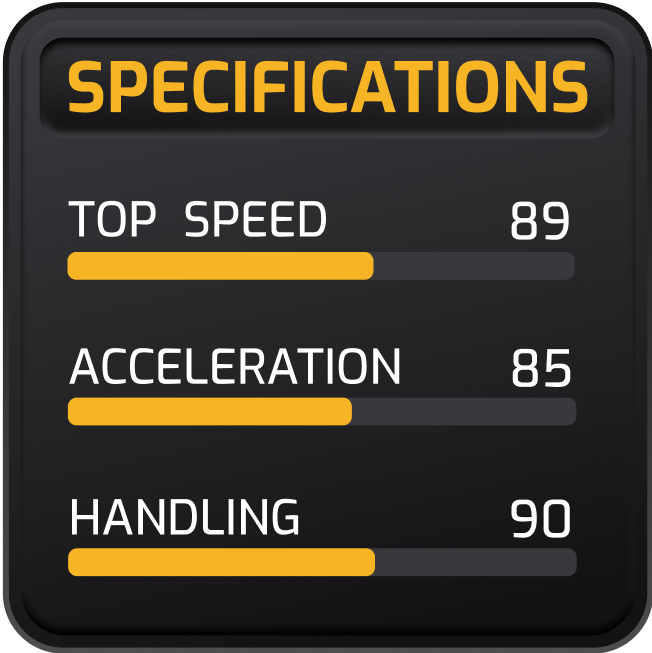 SPECIFICATIONS
TOP SPEED 89
ACCELERATION 85
HANDLING 90